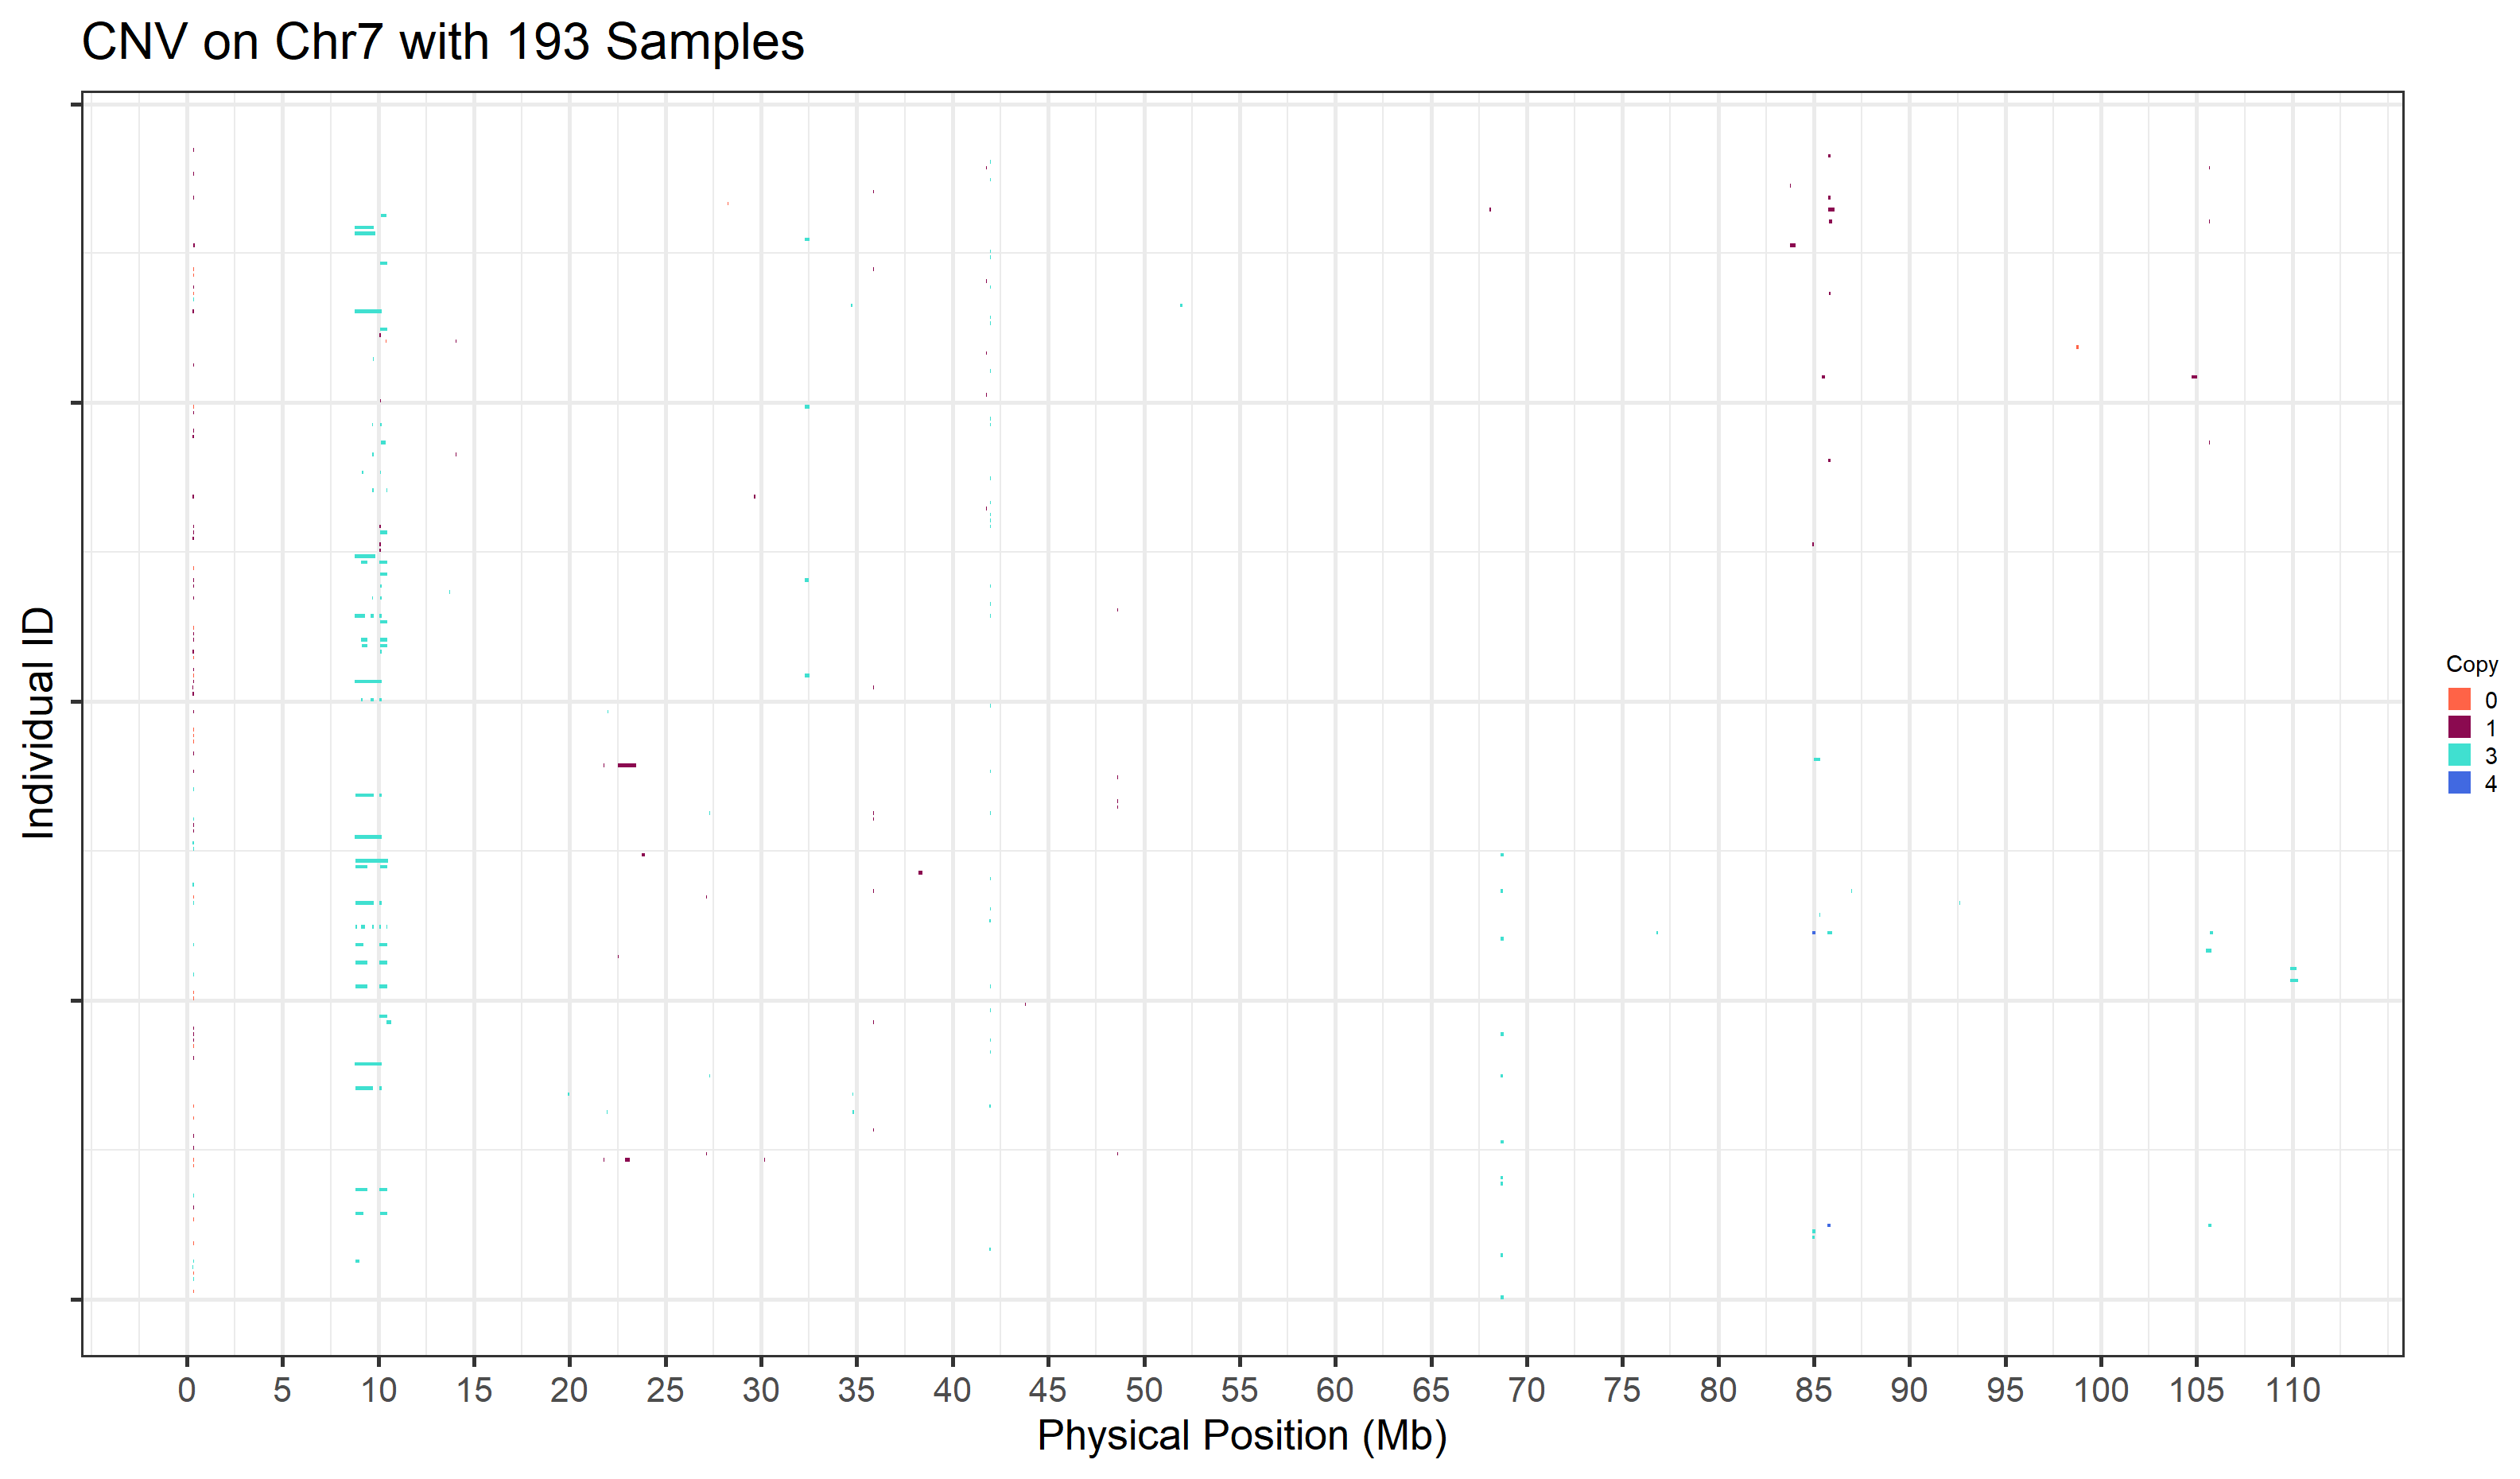 CNV on Chr7 with 193 Samples
Individual ID
Copy
0
1
3
4
0 5 10 15 20 25 30 35 40 45 50 55 60 65 70 75 80 85 90 95 100 105 110
Physical Position (Mb)